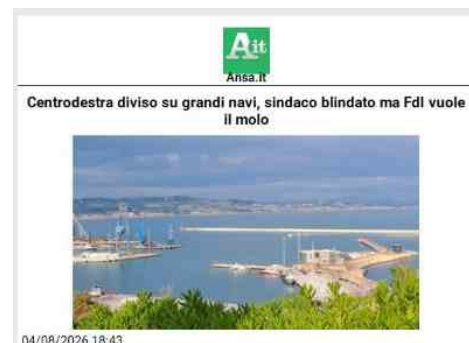 Ait
Ansa.it
Centrodestra diviso su grandi navi, sindaco blindato ma FdI vuole
il molo
04/08/2026 18:43